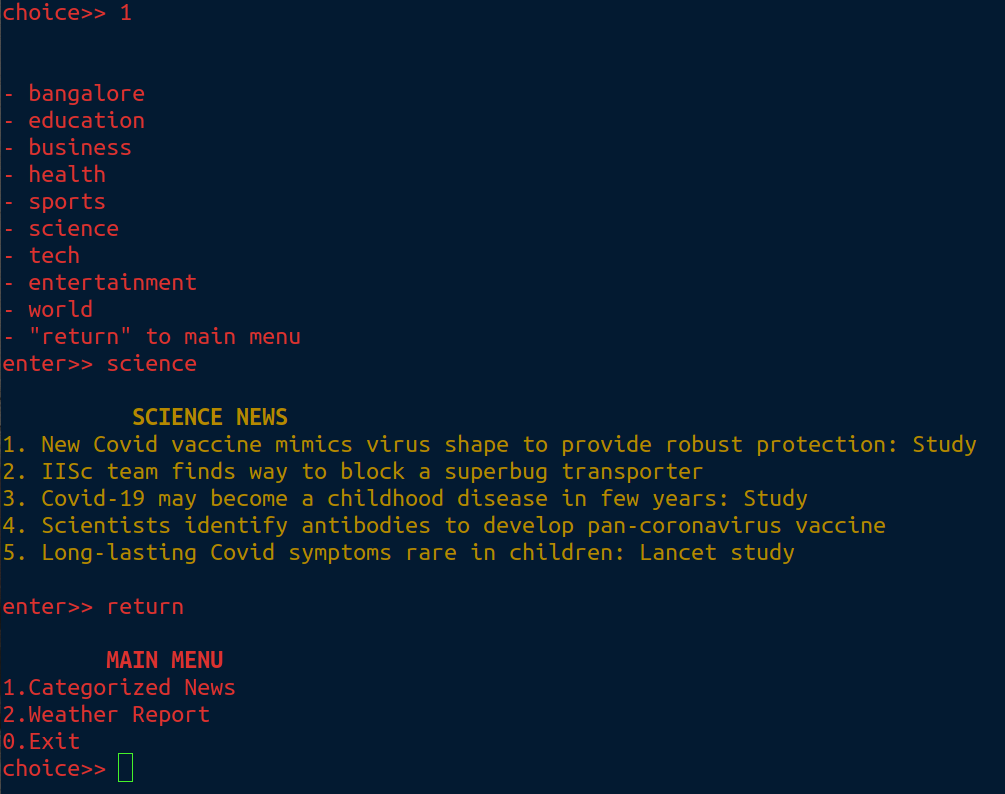 choice>> 1
- bangalore
- education
- business
- health
- sports
- science
- tech
- entertainment
- world
- "return" to main menu
enter>> science
SCIENCE NEWS
1. New Covid vaccine mimics virus shape to provide robust protection: Study
2. IISc team finds way to block a superbug transporter
3. Covid-19 may become a childhood disease in few years: Study
4. Scientists identify antibodies to develop pan-coronavirus vaccine
5. Long-lasting Covid symptoms rare in children: Lancet study
enter>> return
MAIN MENU
1.Categorized News
2.Weather Report
0.Exit
choice>>